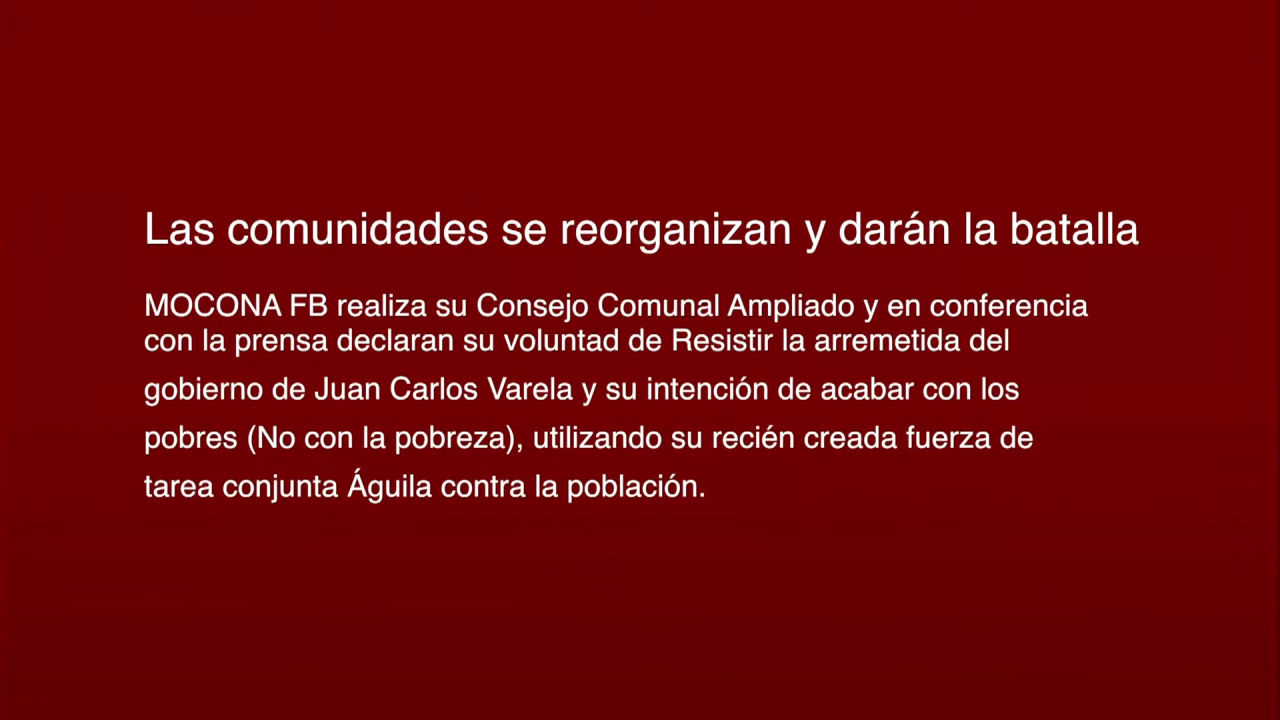 Las comunidades se reorganizan y darán la batalla
MOCONA FB realiza su Consejo Comunal Ampliado y en conferencia
con la prensa declaran su voluntad de Resistir la arremetida del
gobierno de Juan Carlos Varela y su intención de acabar con los
pobres (No con la pobreza), utilizando su recién creada fuerza de
tarea conjunta Águila contra la población.